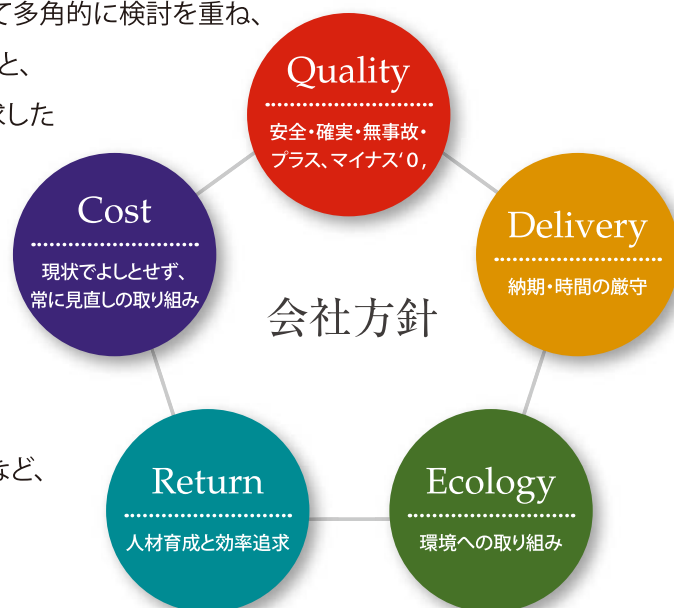 て多角的に検討を重ね、
と、
求した
Quality
安全・確実・無事故・
プラス、マイナス‘0,
Cost
現状でよしとせず、
常に見直しの取り組み
Delivery
納期・時間の厳守
会社方針
など、
Return
人材育成と効率追求
Ecology
環境への取り組み